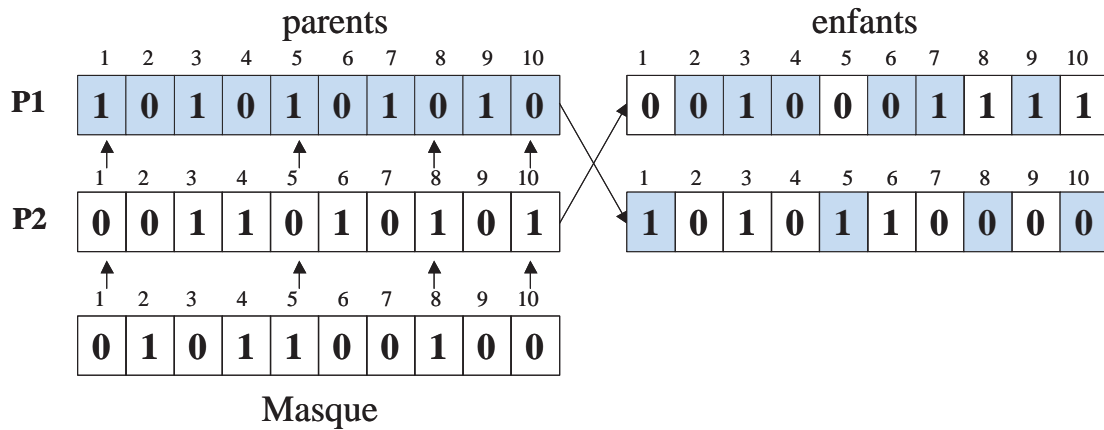 parents enfants
1 2 3 4 5 6 7 8 9 10 1 2 3 4 5 6 7 8 9 10
P1 1 0 1 0 1 0 1 0 1 0 0 0 1 0 0 0 1 1 1 1
1 2 3 4 5 6 7 8 9 10 1 2 3 4 5 6 7 8 9 10
P2 0 0 1 1 0 1 0 1 0 1 1 0 1 0 1 1 0 0 0 0
1 2 3 4 5 6 7 8 9 10
0 1 0 1 1 0 0 1 0 0
Masque